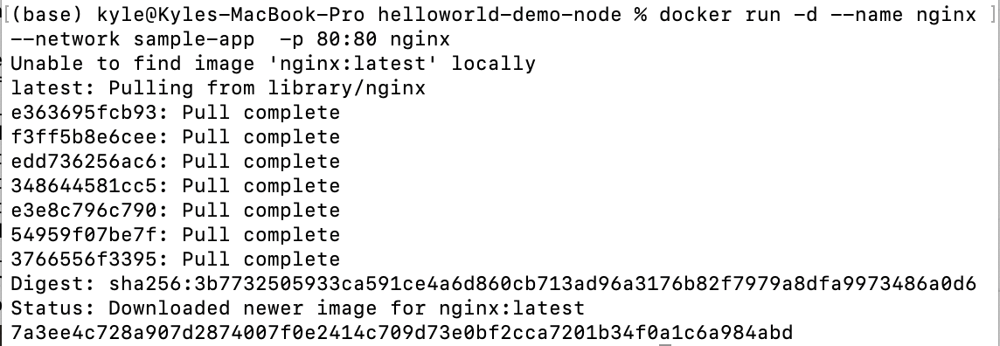 [(base) kyle@Kyles-MacBook-Pro helloworld-demo-node % docker run -d --name nginx ]
--network sample-app  -p 80:80 nginx
Unable to find image 'nginx:latest' locally
latest: Pulling from library/nginx
e363695fcb93: Pull complete
f3ff5b8e6cee: Pull complete
edd736256ac6: Pull complete
348644581cc5: Pull complete
e3e8c796c790: Pull complete
54959f07be7f: Pull complete
3766556f3395: Pull complete
Digest: sha256:3b7732505933ca591ce4a6d860cb713ad96a3176b82f7979a8dfa9973486a0d6
Status: Downloaded newer image for nginx:latest
7a3ee4c728a907d2874007f0e2414c709d73e0bf2cca7201b34f0a1c6a984abd